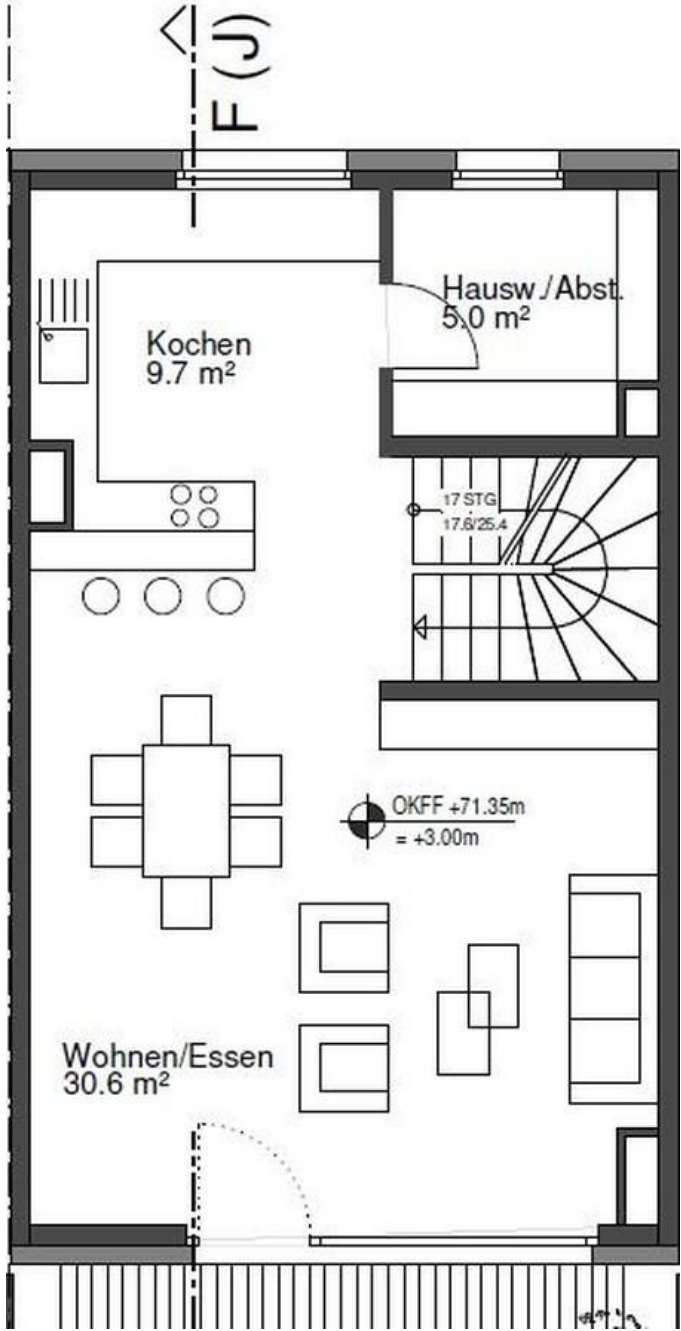 F (J)
Hausw./Abst.
5.0 m²
Kochen
9.7 m²
17 STG
17.6/25.4
OKFF +71.35m
= +3.00m
Wohnen/Essen
30.6 m²